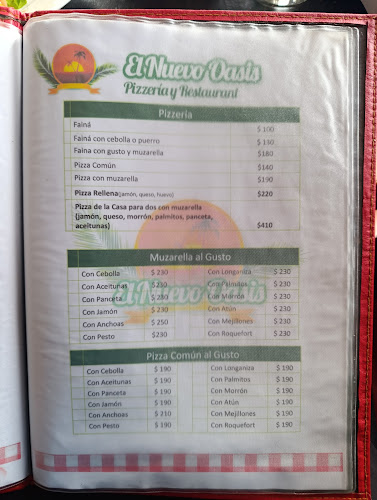 El Nuevo Oasis
Pizzería y Restaurant
Pizzería
Fainá $ 100
Fainá con cebolla o puerro $ 130
Faina con gusto y muzarella $180
Pizza Común $140
Pizza con muzarella $190
Pizza Rellena(jamón, queso, huevo) $220
Pizza de la Casa para dos con muzarella
(jamón, queso, morrón, palmitos, panceta,
aceitunas) $410
Muzarella al Gusto
Con Cebolla $ 230 Con Longaniza $ 230
Con Aceitunas $ 230 Con Palmitos $ 230
Con Panceta $ 230 Con Morrón $ 230
Con Jamón $ 230 Con Atún $ 230
Con Anchoas $ 250 Con Mejillones $ 230
Con Pesto $230 Con Roquefort $ 230
El Nuevo Oasis
Pizza Común al Gusto
Con Cebolla $ 190 Con Longaniza $ 190
Con Aceitunas $ 190 Con Palmitos $ 190
Con Panceta $ 190 Con Morrón $ 190
Con Jamón $ 190 Con Atún $ 190
Con Anchoas $ 210 Con Mejillones $ 190
Con Pesto $ 190 Con Roquefort $ 190